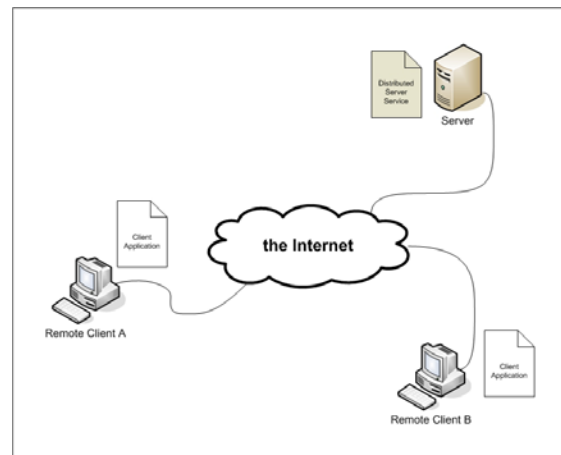 Distributed
Server
Service
Server
Client
Application
the Internet
Remote Client A
Client
Application
Remote Client B